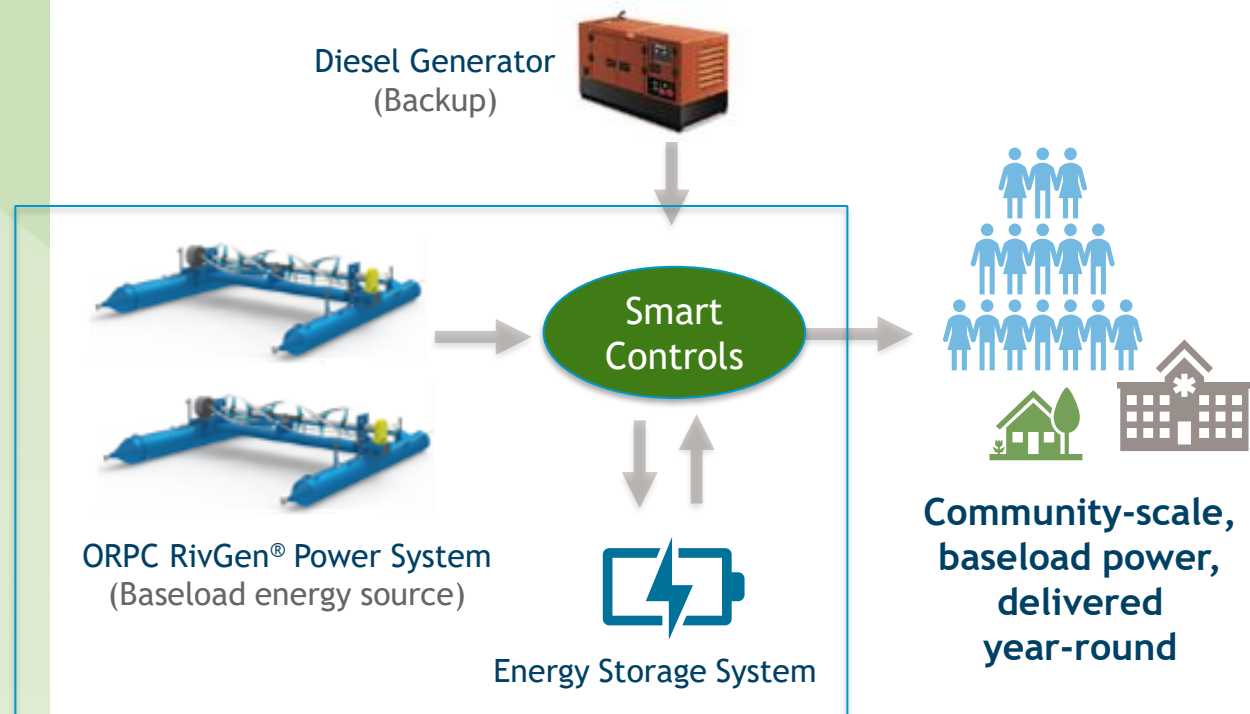 Diesel Generator
(Backup)
Smart
Controls
ORPC RivGen® Power System
(Baseload energy source)
Energy Storage System
Community-scale,
baseload power,
delivered
year-round